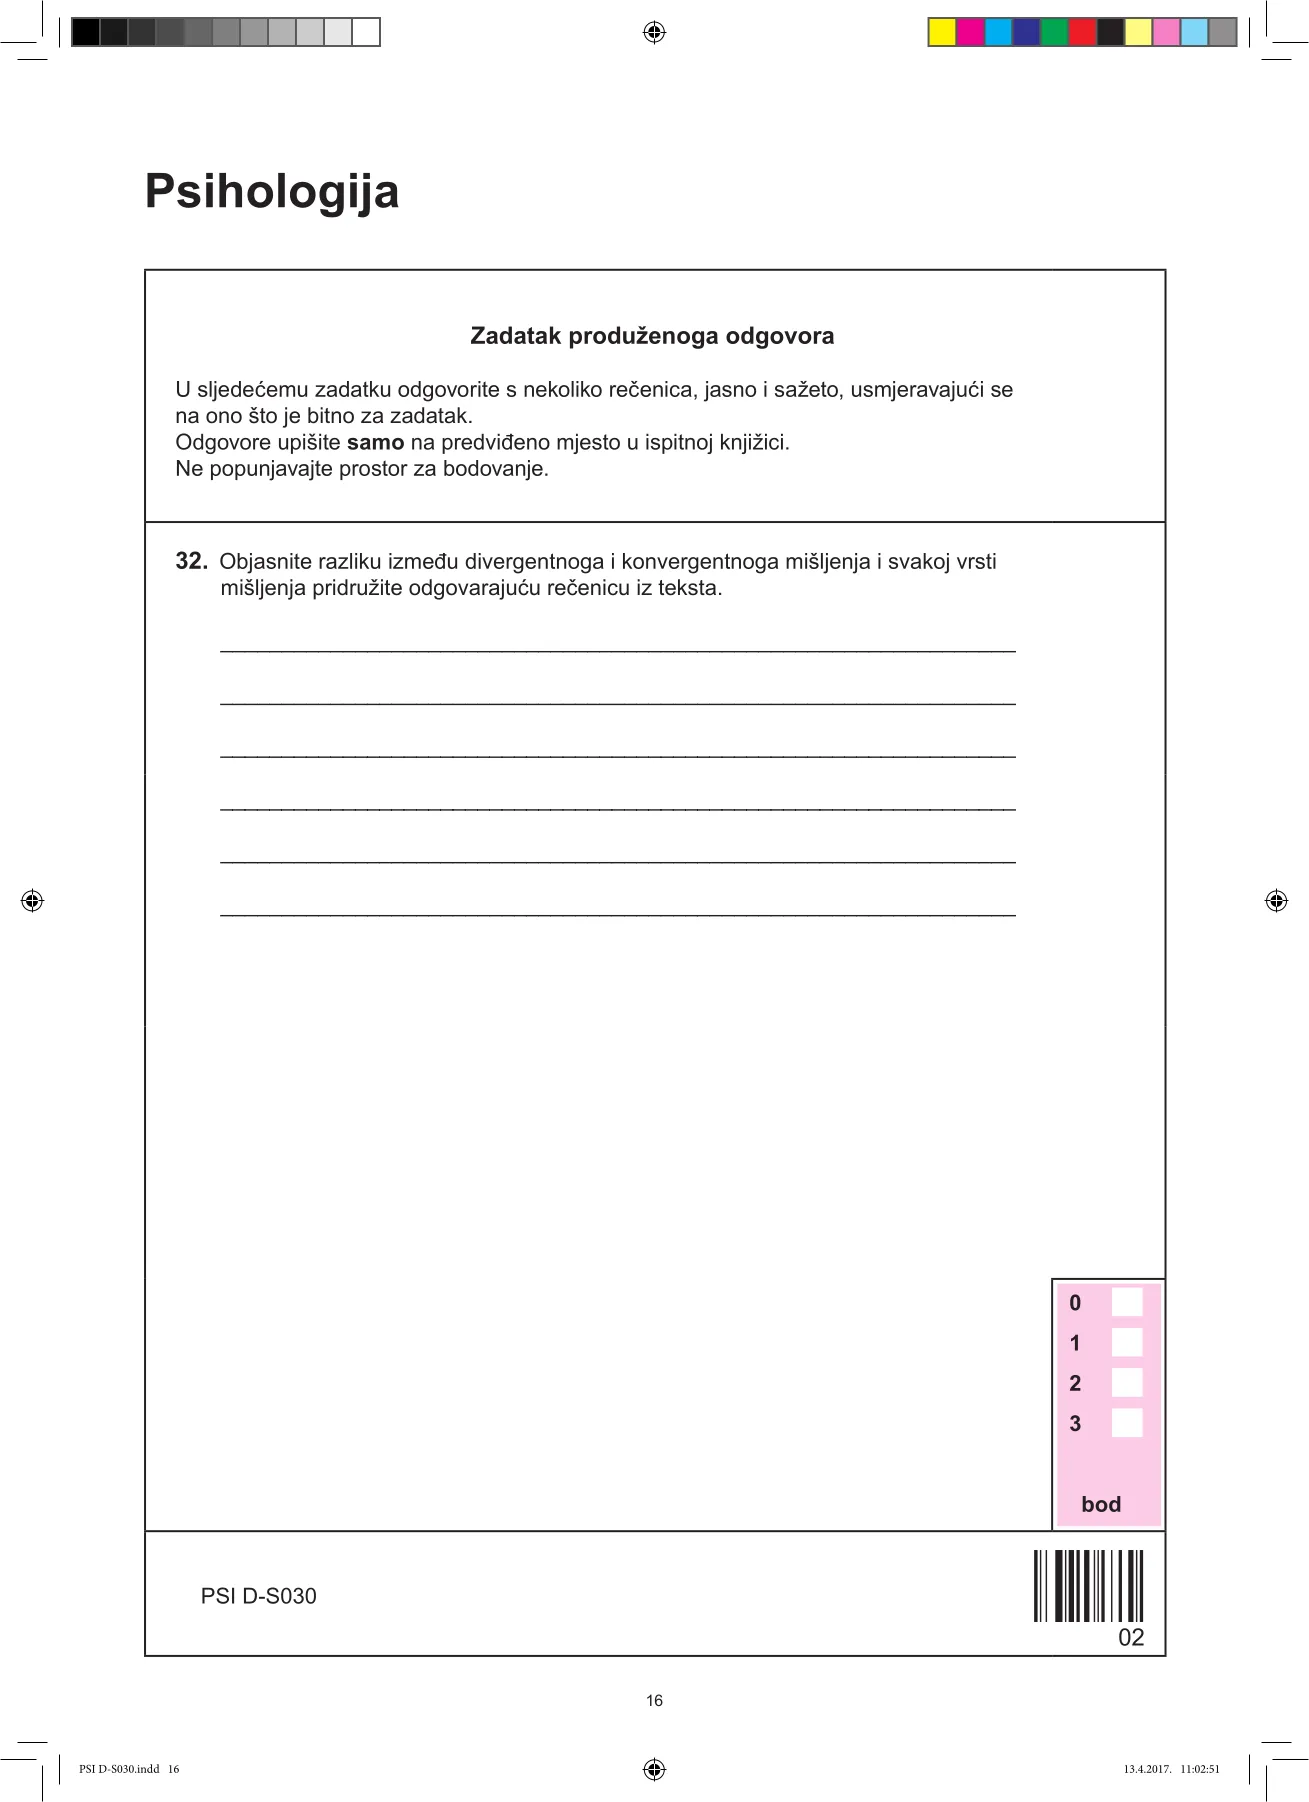 Psihologija
Zadatak produženoga odgovora
U sljedećemu zadatku odgovorite s nekoliko rečenica, jasno i sažeto, usmjeravajući se
na ono što je bitno za zadatak.
Odgovore upišite samo na predviđeno mjesto u ispitnoj knjižici.
Ne popunjavajte prostor za bodovanje.
32. Objasnite razliku između divergentnoga i konvergentnoga mišljenja i svakoj vrsti
mišljenja pridružite odgovarajuću rečenicu iz teksta.
0
1
2
3
bod
PSI D-S030
02
16
PSI D-S030.indd 16
13.4.2017. 11:02:51